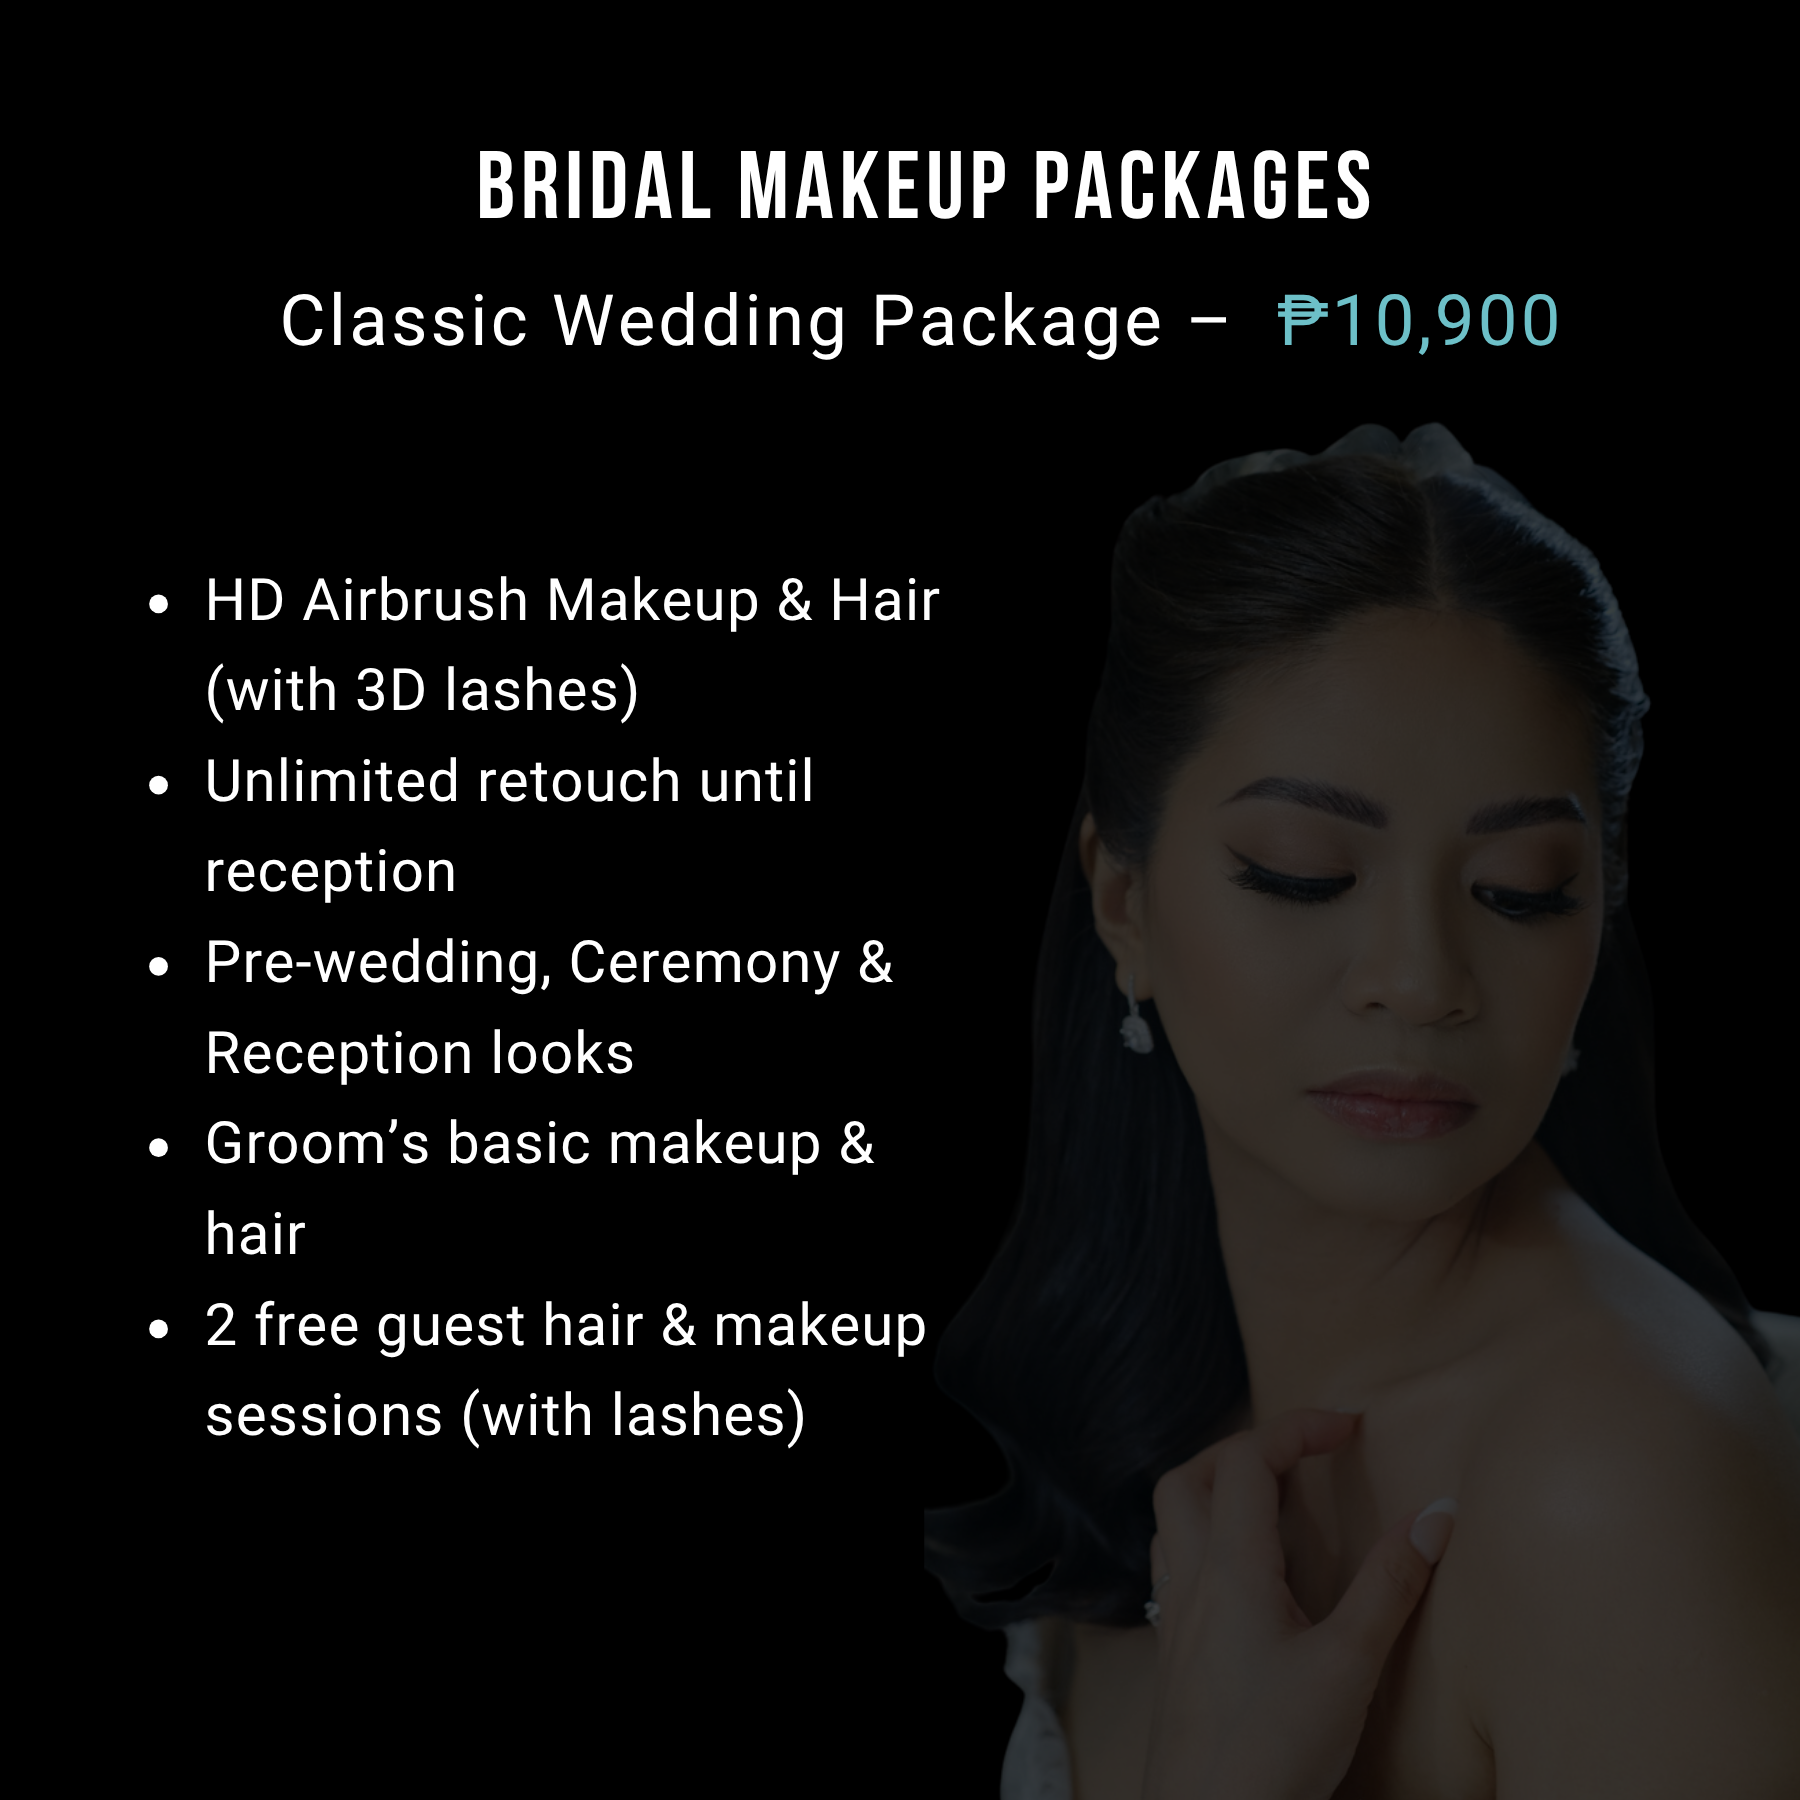 BRIDAL MAKEUP PACKAGES
Classic Wedding Package – ₱10,900
• HD Airbrush Makeup & Hair
(with 3D lashes)
• Unlimited retouch until
reception
• Pre-wedding, Ceremony &
Reception looks
• Groom’s basic makeup &
hair
• 2 free guest hair & makeup
sessions (with lashes)